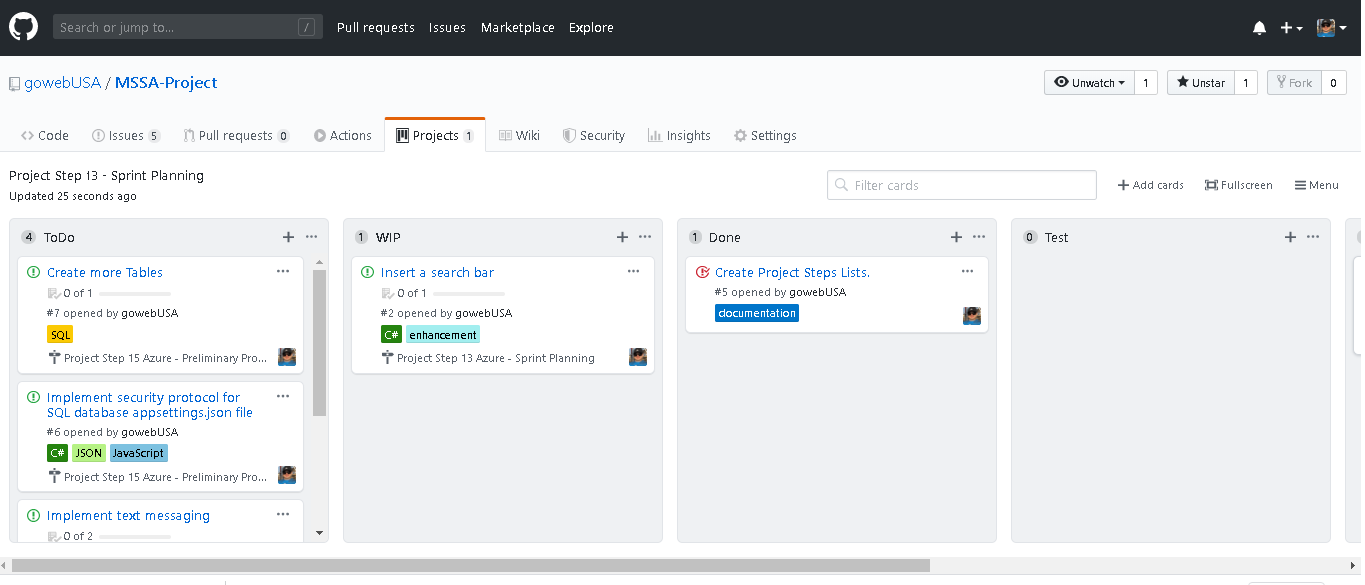 Search or jump to... /
Pull requests Issues Marketplace Explore
gowebUSA / MSSA-Project
Unwatch 1 Unstar 1 Fork 0
Code Issues 5 Pull requests 0 Actions Projects 1 Wiki Security Insights Settings
Project Step 13 - Sprint Planning
Updated 25 seconds ago
Filter cards
Add cards Fullscreen Menu
4 ToDo
Create more Tables
0 of 1
#7 opened by gowebUSA
SQL
Project Step 15 Azure - Preliminary Pro...
Implement security protocol for
SQL database appsettings.json file
#6 opened by gowebUSA
C# JSON JavaScript
Project Step 15 Azure - Preliminary Pro...
Implement text messaging
0 of 2
1 WIP
Insert a search bar
0 of 1
#2 opened by gowebUSA
C# enhancement
Project Step 13 Azure - Sprint Planning
1 Done
Create Project Steps Lists.
#5 opened by gowebUSA
documentation
0 Test